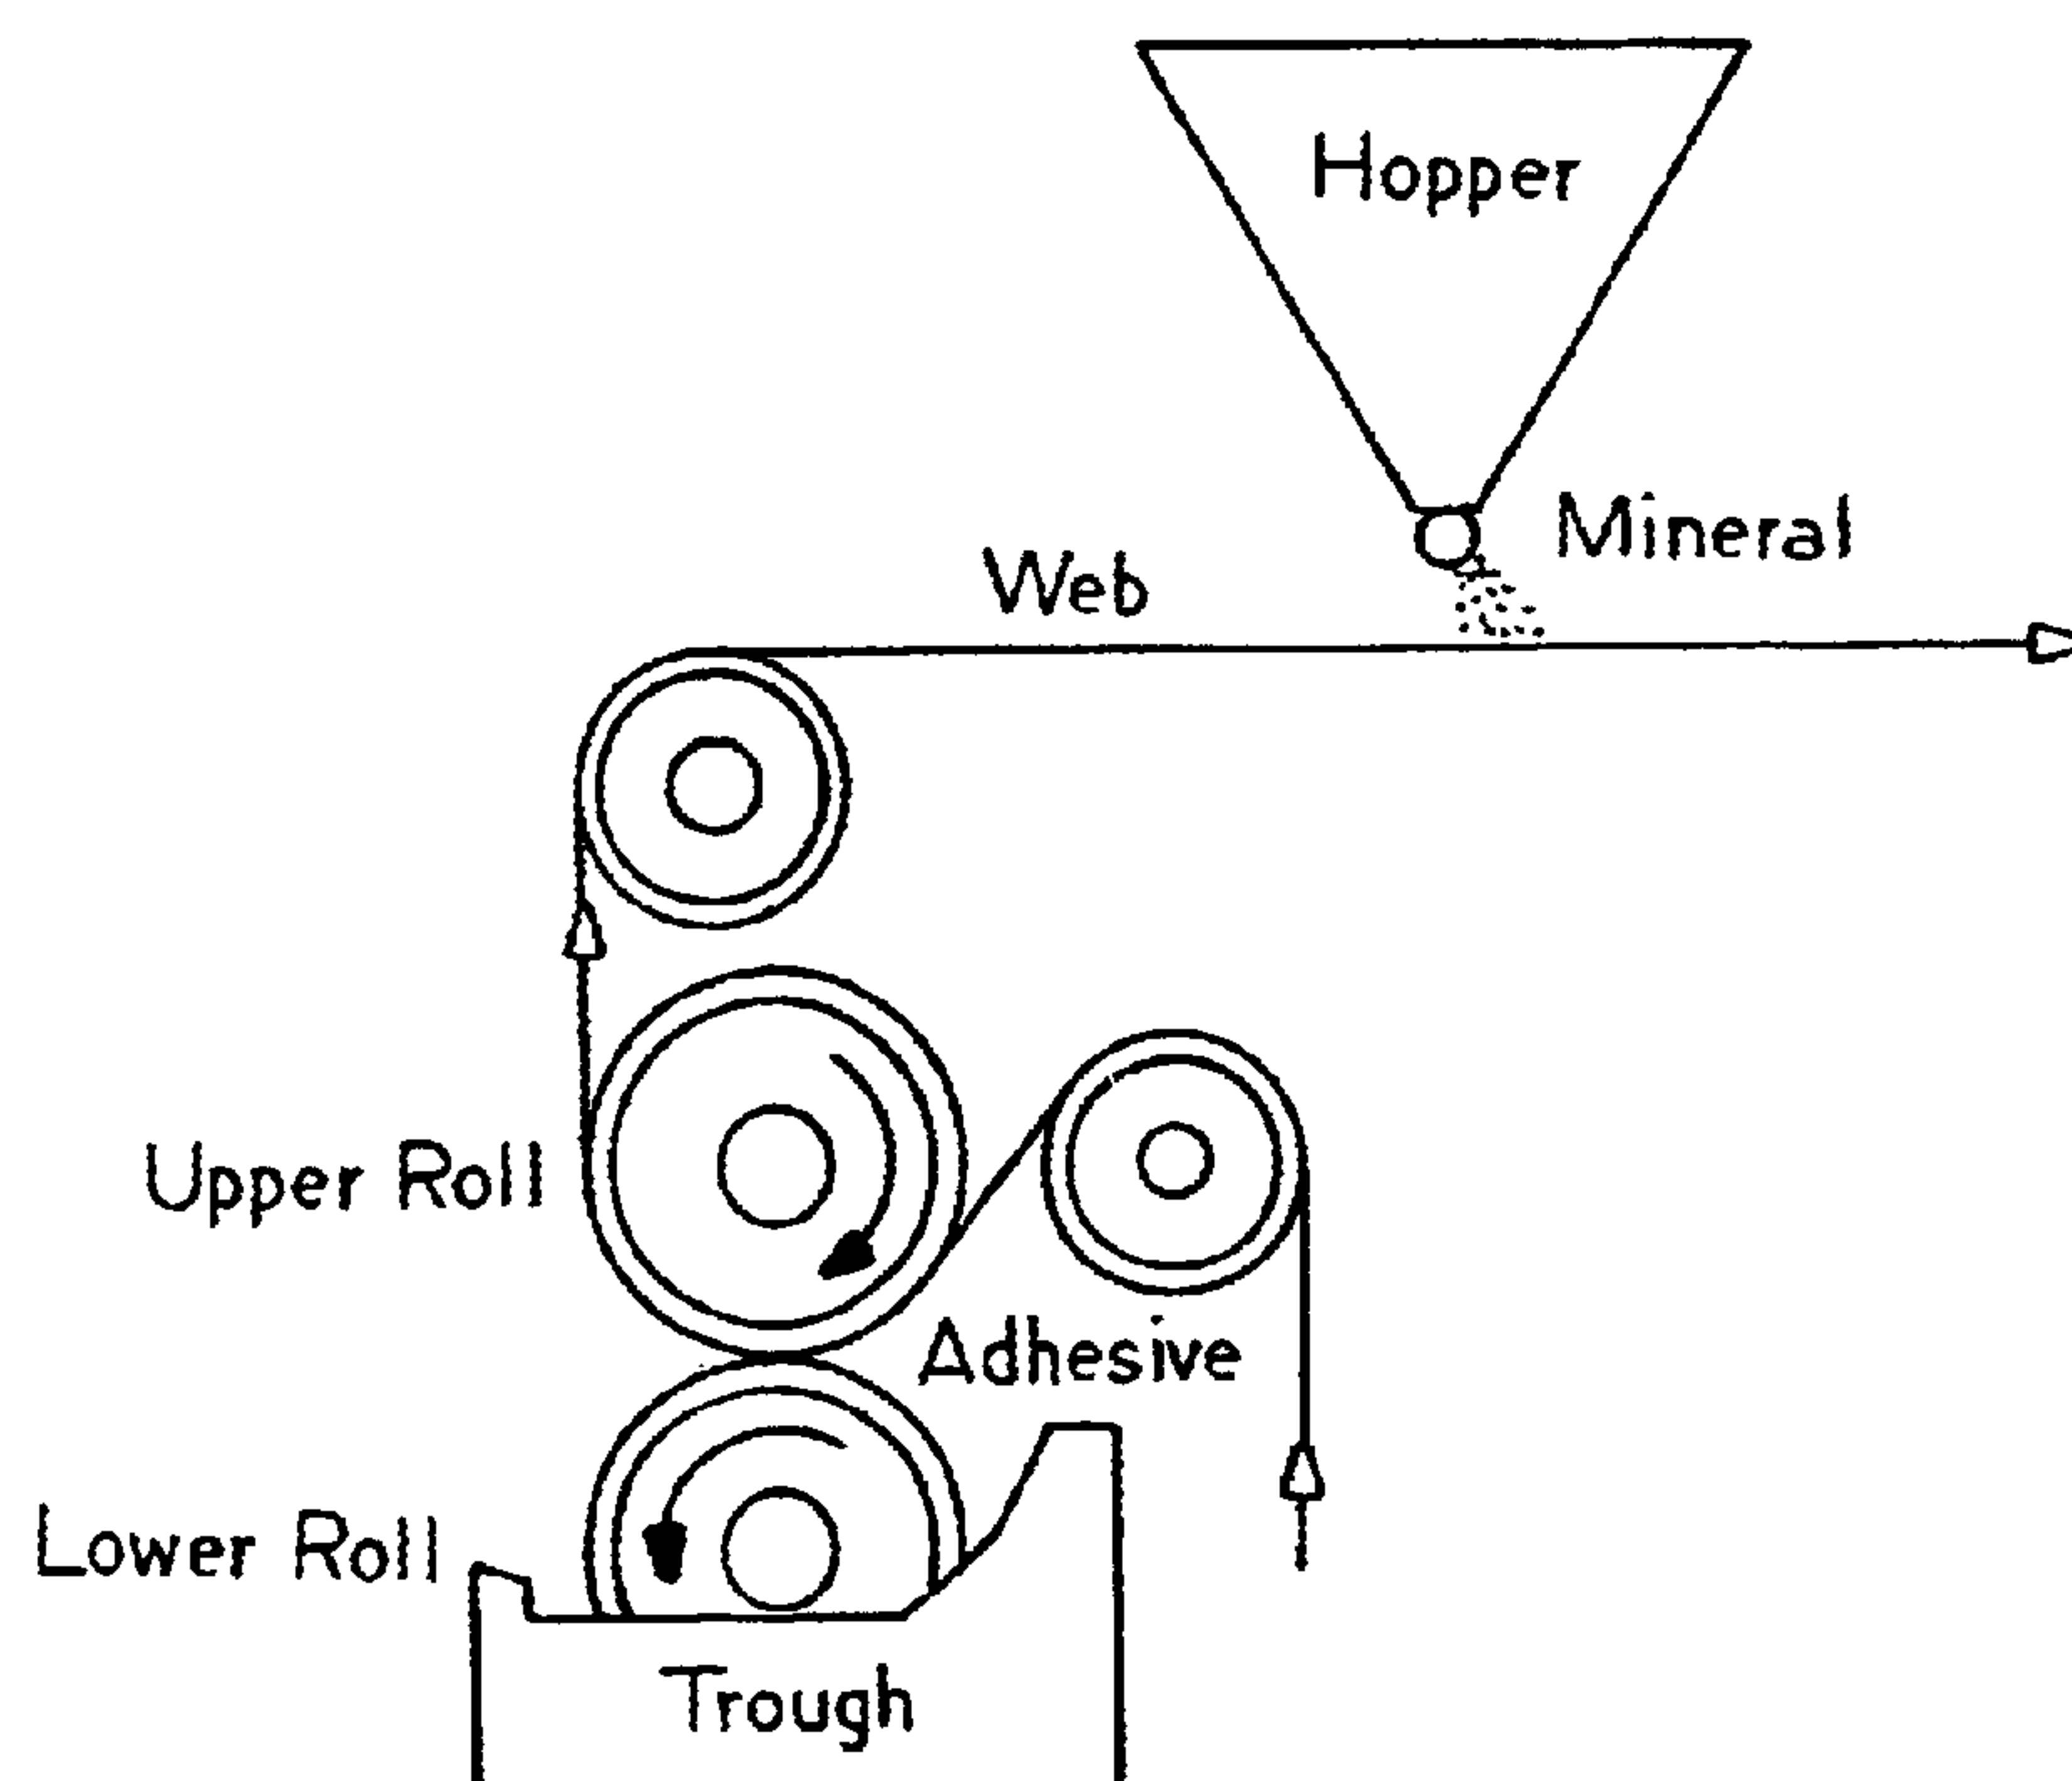 Hopper
Mineral
Web
Upper Roll
Adhesive
Lower Roll
Trough